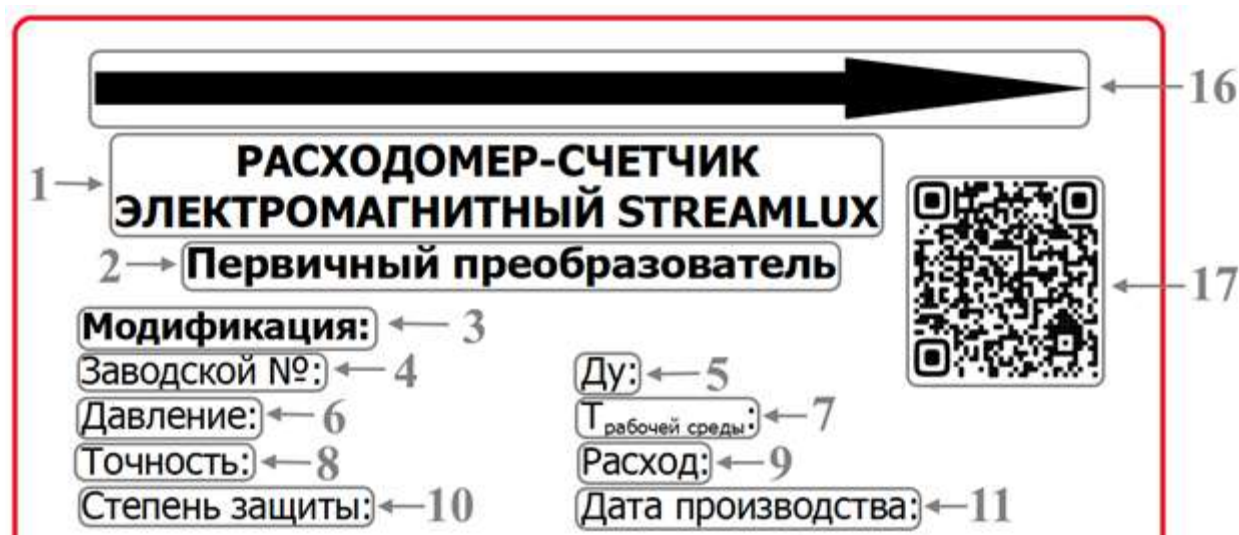 16
1 РАСХОДОМЕР-СЧЕТЧИК
ЭЛЕКТРОМАГНИТНЫЙ STREAMLUX
2 Первичный преобразователь
17
Модификация: 3
Заводской №: 4 Ду: 5
Давление: 6 Трабочей среды: 7
Точность: 8 Расход: 9
Степень защиты: 10 Дата производства: 11